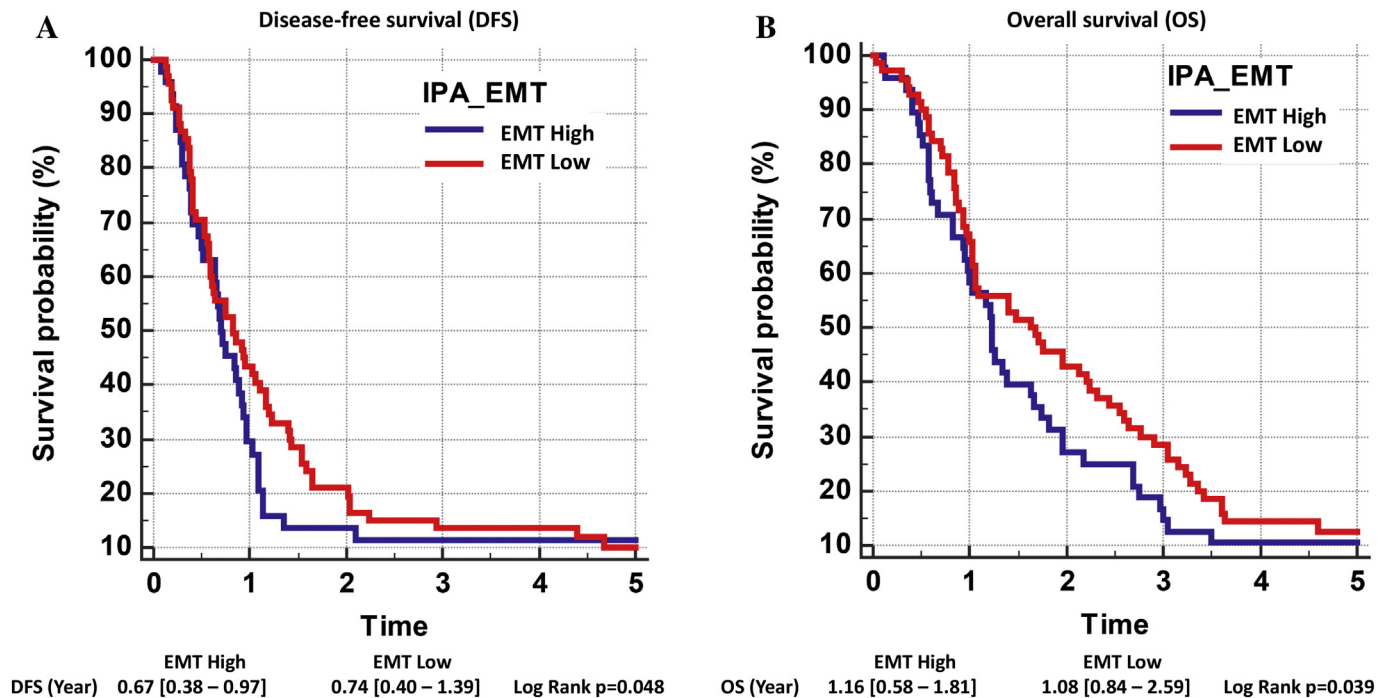 A
Disease-free survival (DFS)
IPA_EMT
EMT High
EMT Low
Survival probability (%)
100
90
80
70
60
50
40
30
20
10
0 1 2 3 4 5
Time
EMT High EMT Low
DFS (Year) 0.67 [0.38 – 0.97] 0.74 [0.40 – 1.39] Log Rank p=0.048
B
Overall survival (OS)
IPA_EMT
EMT High
EMT Low
Survival probability (%)
100
90
80
70
60
50
40
30
20
10
0 1 2 3 4 5
Time
EMT High EMT Low
OS (Year) 1.16 [0.58 – 1.81] 1.08 [0.84 – 2.59] Log Rank p=0.039